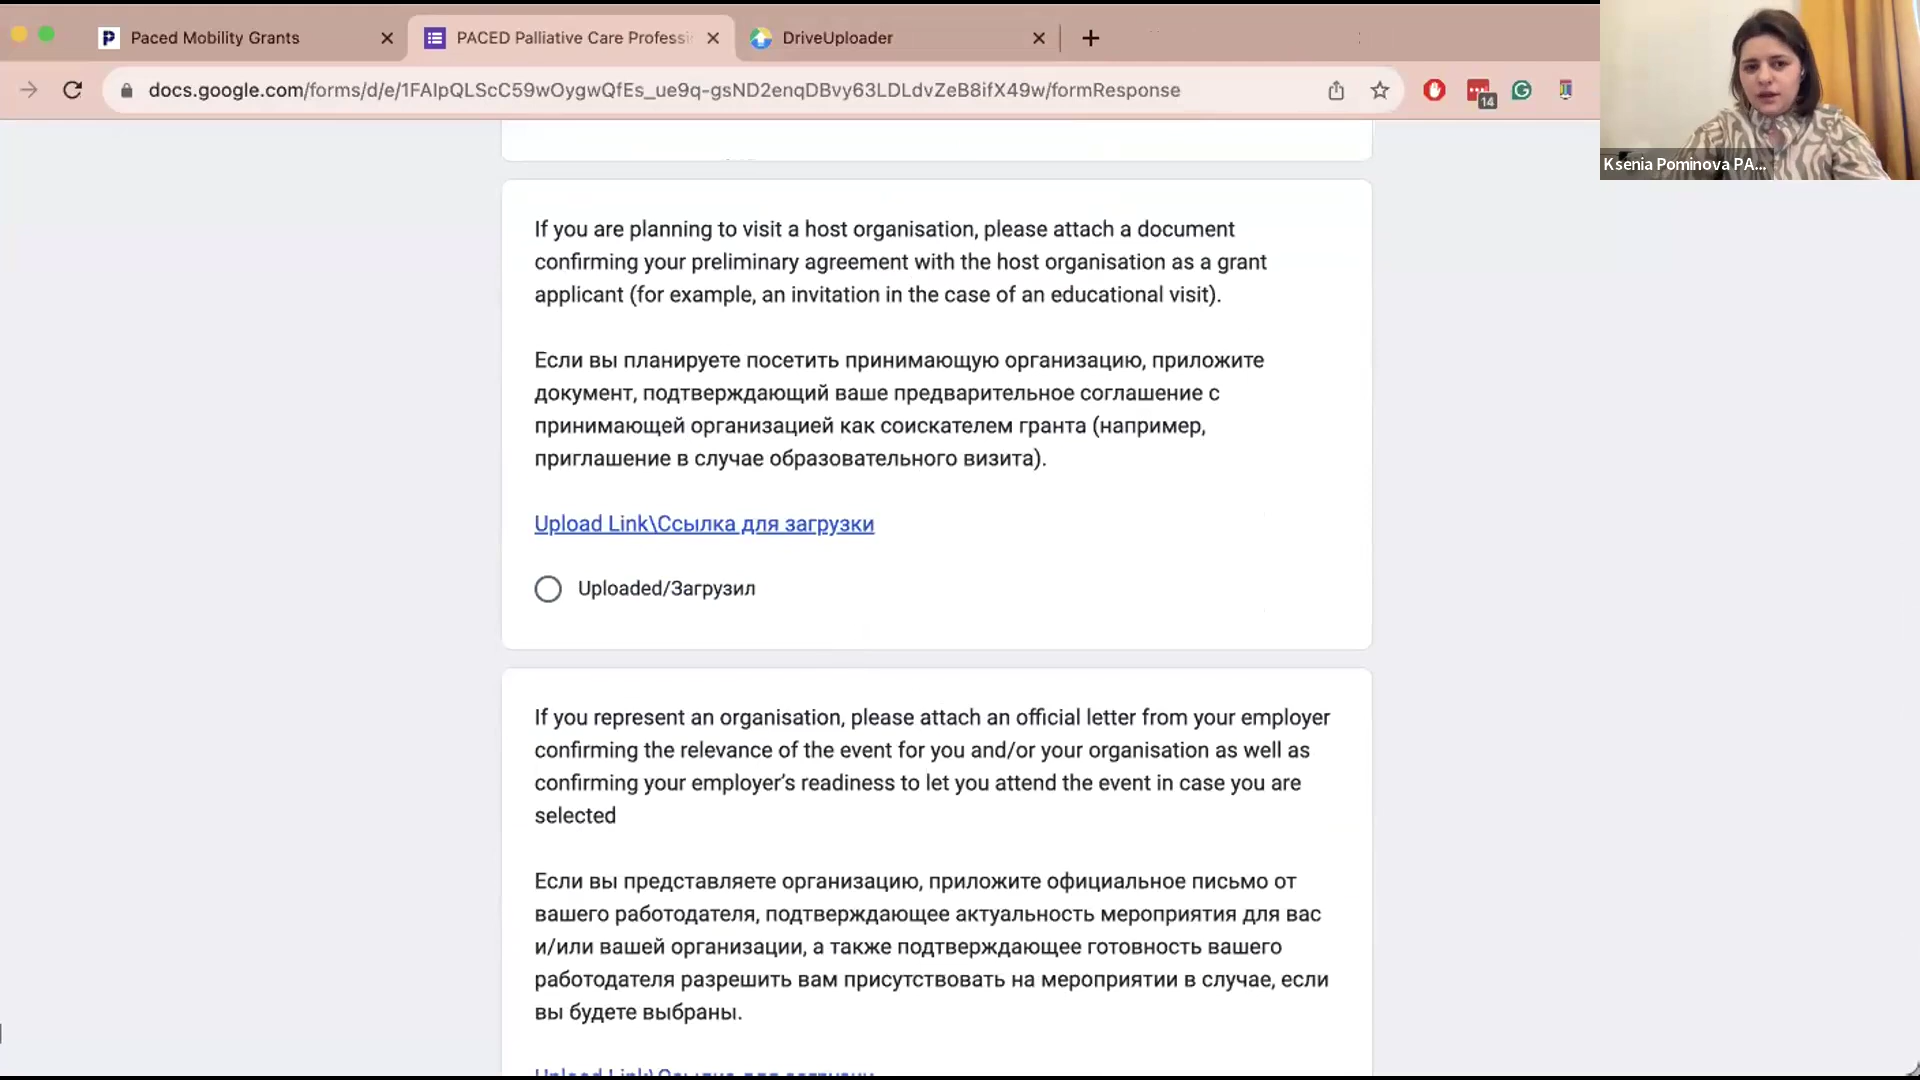 Paced Mobility Grants
PACED Palliative Care Professi
DriveUploader
docs.google.com/forms/d/e/1FAIpQLScC59wOygwQfEs_ue9q-gsND2enqDBvy63LDLdvZeB8ifX49w/formResponse
14
Ksenia Pominova PA...
If you are planning to visit a host organisation, please attach a document
confirming your preliminary agreement with the host organisation as a grant
applicant (for example, an invitation in the case of an educational visit).
Если вы планируете посетить принимающую организацию, приложите
документ, подтверждающий ваше предварительное соглашение с
принимающей организацией как соискателем гранта (например,
приглашение в случае образовательного визита).
Upload Link\Ссылка для загрузки
Uploaded/Загрузил
If you represent an organisation, please attach an official letter from your employer
confirming the relevance of the event for you and/or your organisation as well as
confirming your employer’s readiness to let you attend the event in case you are
selected
Если вы представляете организацию, приложите официальное письмо от
вашего работодателя, подтверждающее актуальность мероприятия для вас
и/или вашей организации, а также подтверждающее готовность вашего
работодателя разрешить вам присутствовать на мероприятии в случае, если
вы будете выбраны.
Upload Link\Ссылка для загрузки